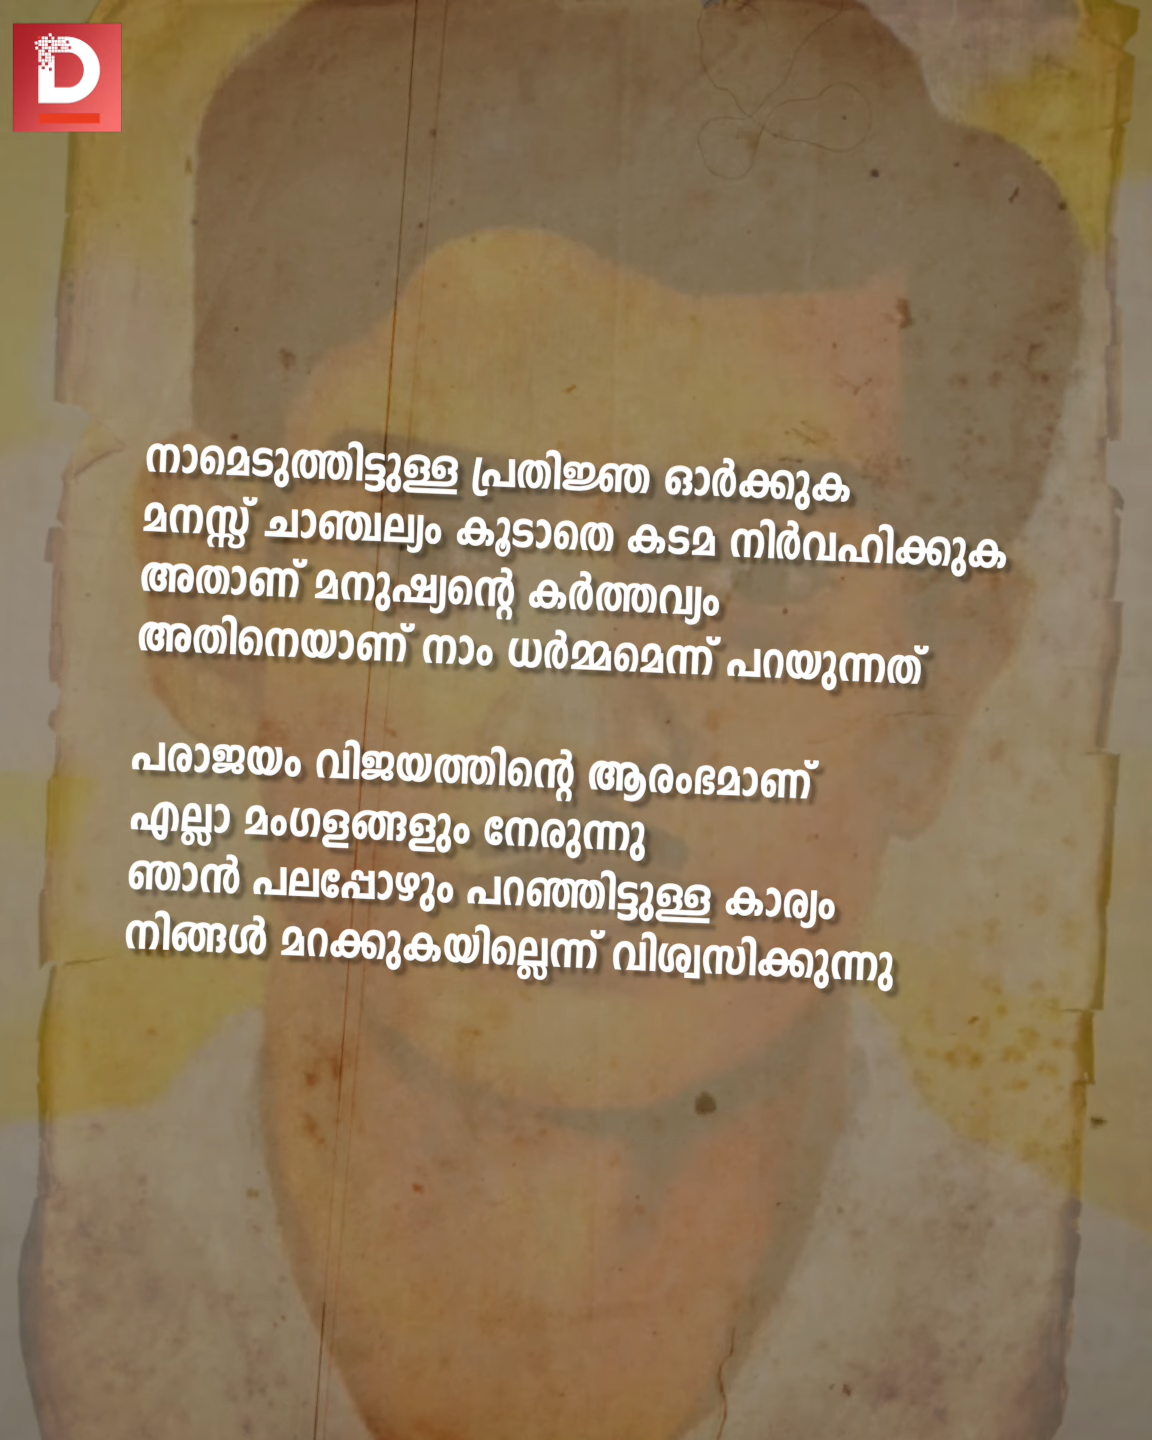 D
നാമെടുത്തിട്ടുള്ള പ്രതിജ്ഞ ഓർക്കുക
മനസ്സ് ചാഞ്ചല്യം കൂടാതെ കടമ നിർവഹിക്കുക
അതാണ് മനുഷ്യന്റെ കർത്തവ്യം
അതിനെയാണ് നാം ധർമ്മമെന്ന് പറയുന്നത്
പരാജയം വിജയത്തിന്റെ ആരംഭമാണ്
എല്ലാ മംഗളങ്ങളും നേരുന്നു
ഞാൻ പലപ്പോഴും പറഞ്ഞിട്ടുള്ള കാര്യം
നിങ്ങൾ മറക്കുകയില്ലെന്ന് വിശ്വസിക്കുന്നു